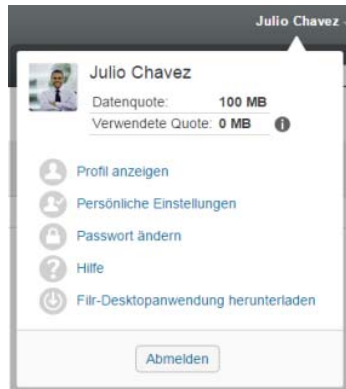 Julio Chavez
Julio Chavez
Datenquote: 100 MB
Verwendete Quote: 0 MB
Profil anzeigen
Persönliche Einstellungen
Passwort ändern
Hilfe
Filr-Desktopanwendung herunterladen
Abmelden